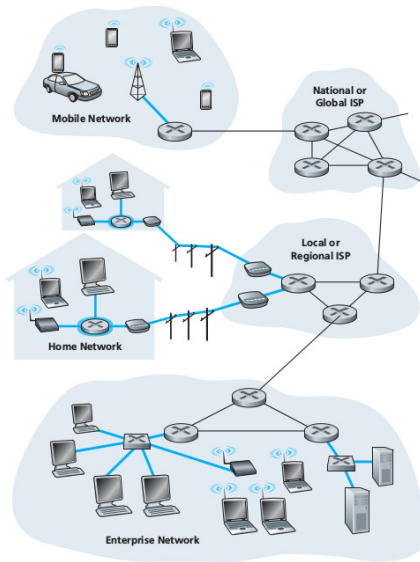 Mobile Network
National or
Global ISP
Local or
Regional ISP
Home Network
Enterprise Network